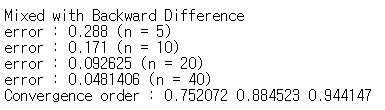 Mixed with Backward Difference
error : 0.288 (n = 5)
error : 0.171 (n = 10)
error : 0.092625 (n = 20)
error : 0.0481406 (n = 40)
Convergence order : 0.752072 0.884523 0.944147